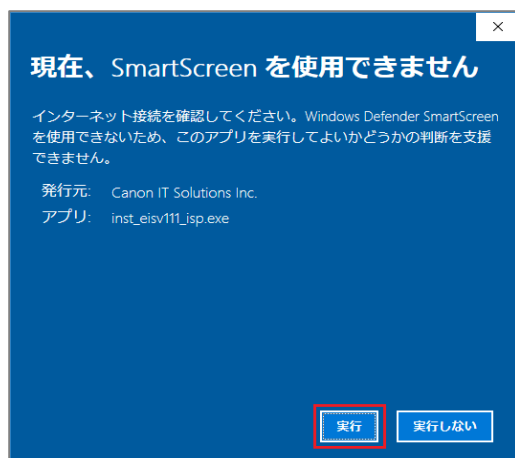 現在、SmartScreen を使用できません
インターネット接続を確認してください。Windows Defender SmartScreen
を使用できないため、このアプリを実行してよいかどうかの判断を支援
できません。
発行元: Canon IT Solutions Inc.
アプリ: inst_eisv111_isp.exe
実行 実行しない